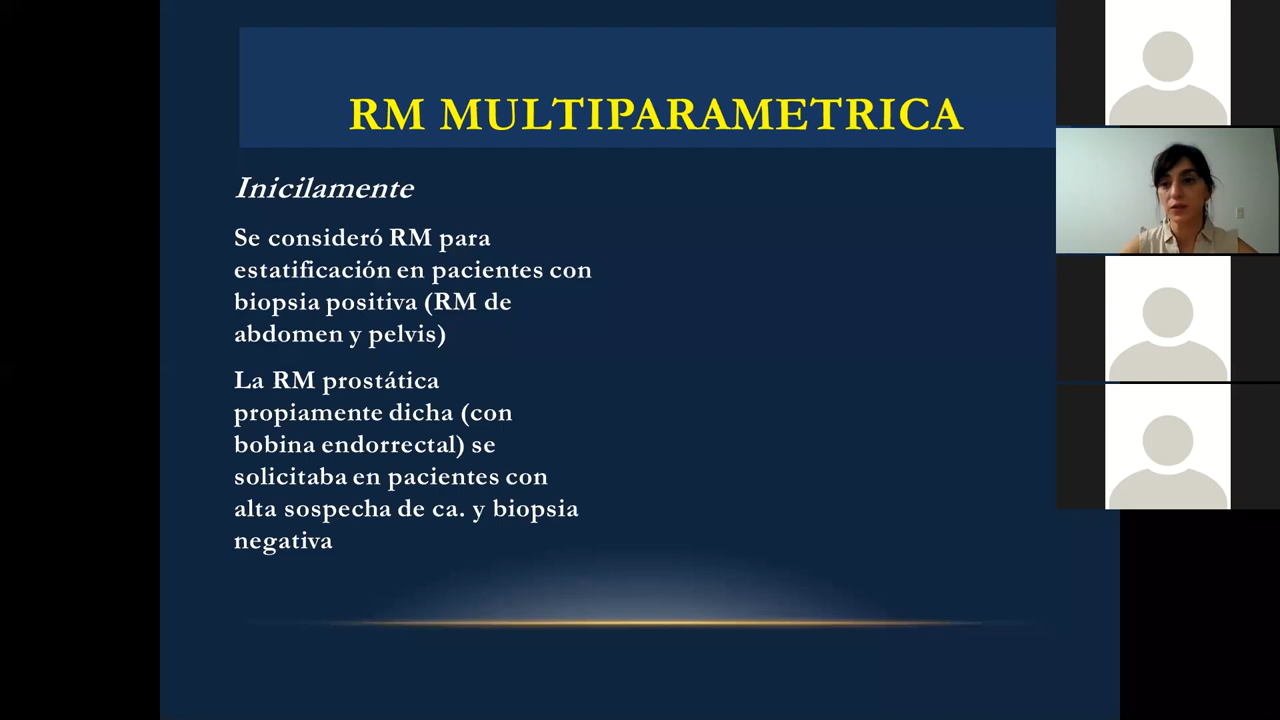 RM MULTIPARAMETRICA
Inicilamente
Se consideró RM para
estatificación en pacientes con
biopsia positiva (RM de
abdomen y pelvis)
La RM prostática
propiamente dicha (con
bobina endorrectal) se
solicitaba en pacientes con
alta sospecha de ca. y biopsia
negativa